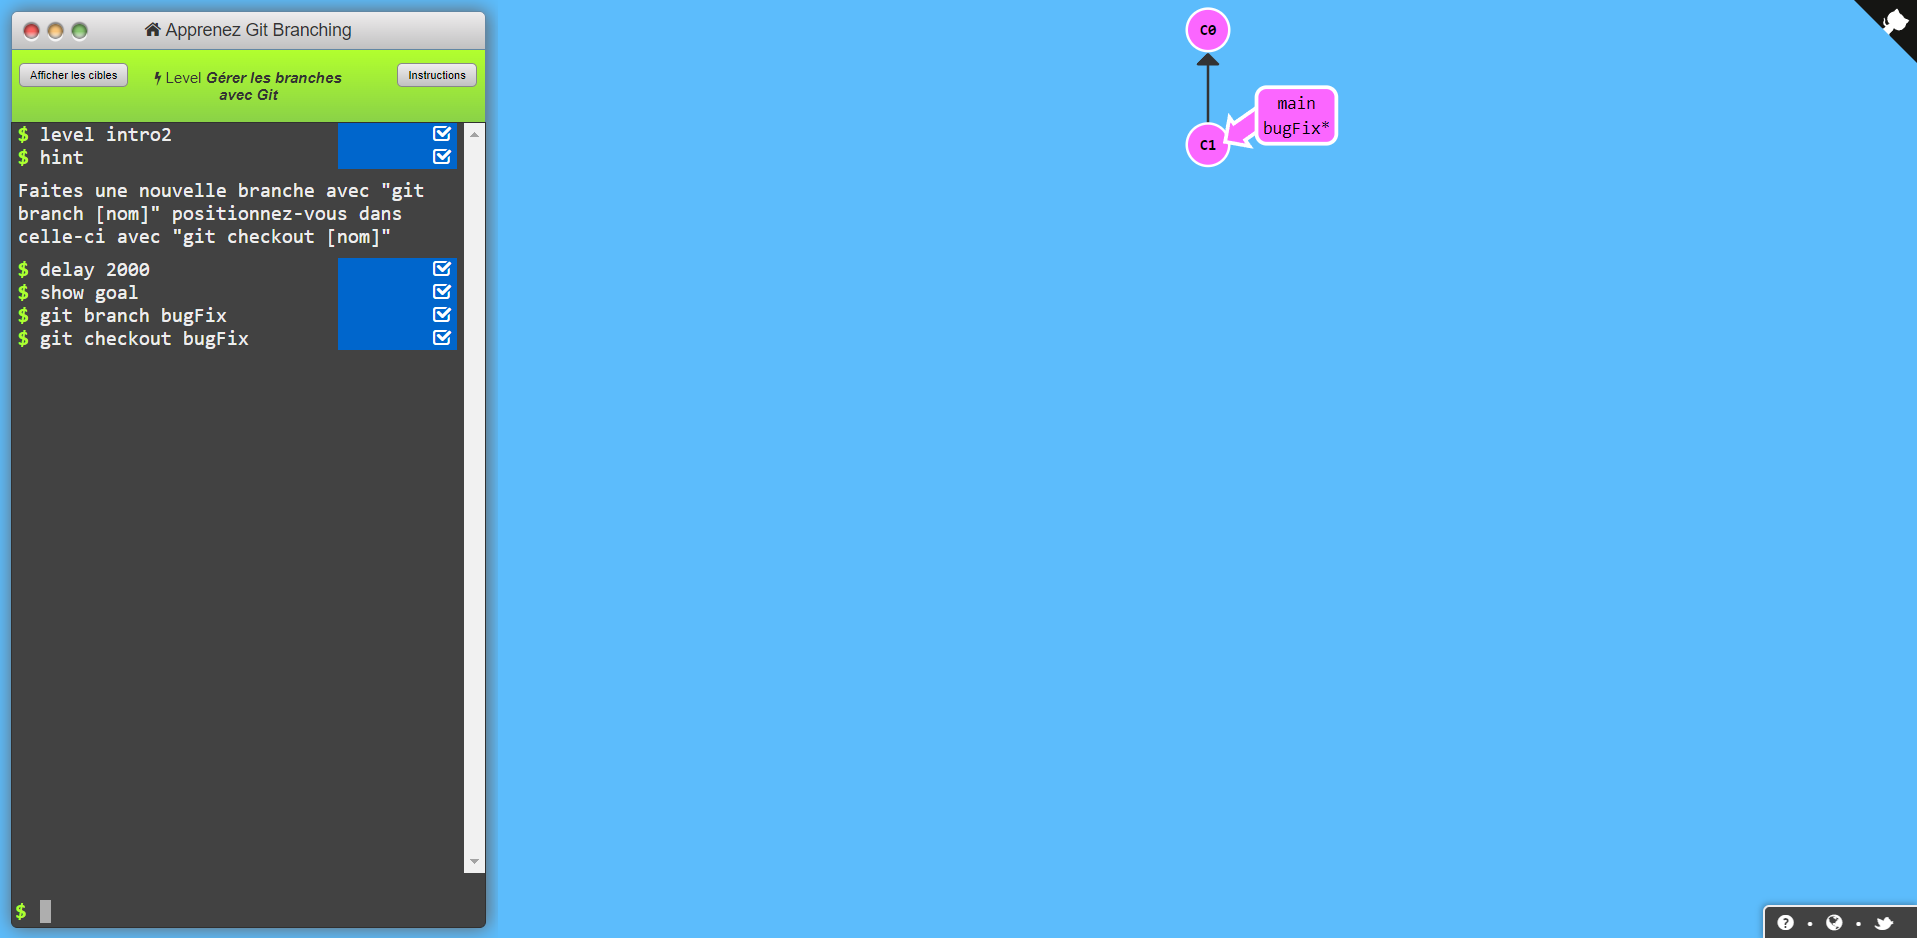 Apprenez Git Branching
Afficher les cibles
Level Gérer les branches
avec Git
Instructions
$ level intro2
$ hint
Faites une nouvelle branche avec "git
branch [nom]" positionnez-vous dans
celle-ci avec "git checkout [nom]"
$ delay 2000
$ show goal
$ git branch bugFix
$ git checkout bugFix
$
C0
main
bugFix*
C1
?